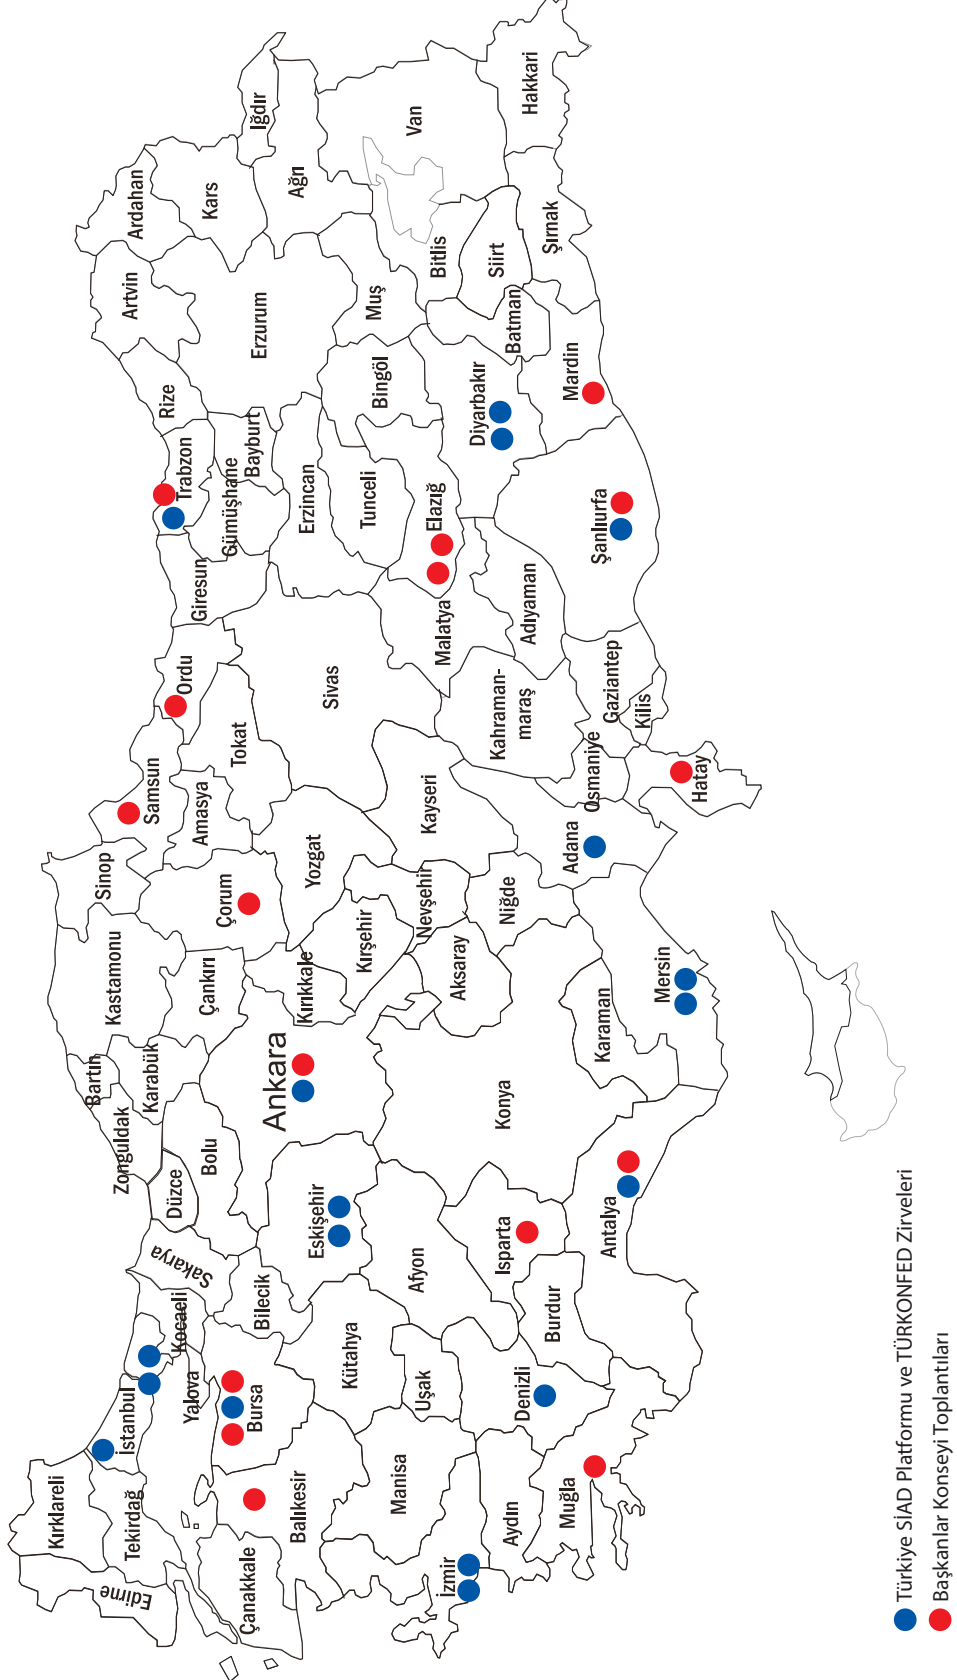 Kırklareli
Edirne
Tekirdağ
İstanbul
Kocaeli
Yalova
Sakarya
Düzce
Zonguldak
Bartın
Karabük
Bolu
Kastamonu
Çankırı
Sinop
Çorum
Samsun
Amasya
Tokat
Ordu
Giresun
Gümüşhane
Trabzon
Bayburt
Rize
Artvin
Ardahan
Kars
Iğdır
Ağrı
Erzurum
Erzincan
Sivas
Yozgat
Kırıkkale
Ankara
Kırşehir
Eskişehir
Bilecik
Bursa
Balıkesir
Çanakkale
Kütahya
Manisa
Uşak
Afyon
İzmir
Aydın
Denizli
Muğla
Burdur
Isparta
Antalya
Konya
Karaman
Aksaray
Nevşehir
Niğde
Kayseri
Mersin
Adana
Osmaniye
Hatay
Kahraman-
maraş
Gaziantep
Kilis
Malatya
Adıyaman
Şanlıurfa
Elazığ
Tunceli
Bingöl
Diyarbakır
Mardin
Batman
Muş
Bitlis
Siirt
Şırnak
Van
Hakkari
Türkiye SİAD Platformu ve TÜRKONFED Zirveleri
Başkanlar Konseyi Toplantıları